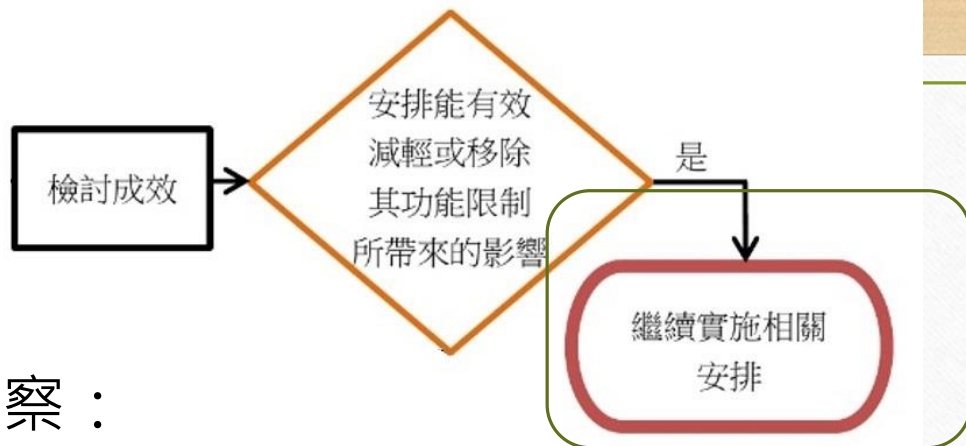 檢討成效
安排能有效
減輕或移除
其功能限制
所帶來的影響
是
繼續實施相關
安排
察：